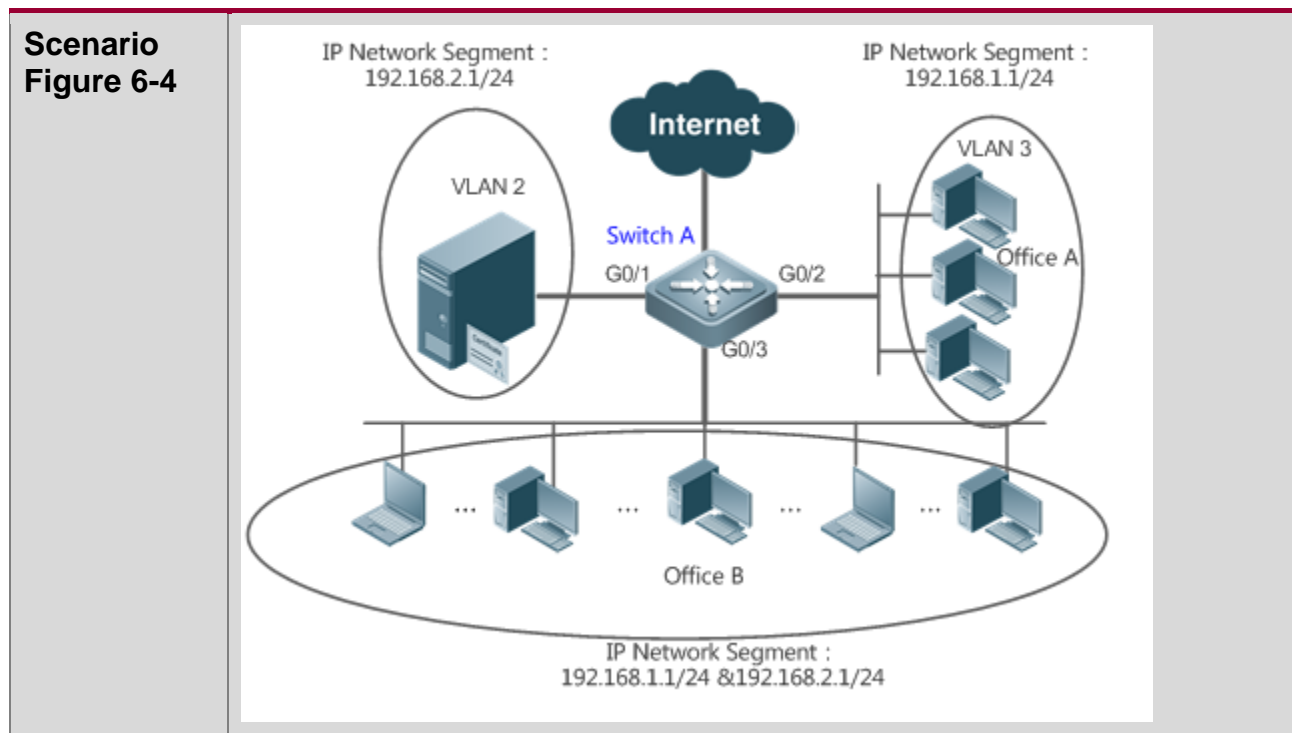 Scenario
Figure 6-4
IP Network Segment :
192.168.2.1/24
IP Network Segment :
192.168.1.1/24
Internet
VLAN 2
VLAN 3
Switch A
G0/1
G0/2
Office A
G0/3
Certificate
... ... ... ...
Office B
IP Network Segment :
192.168.1.1/24 &192.168.2.1/24